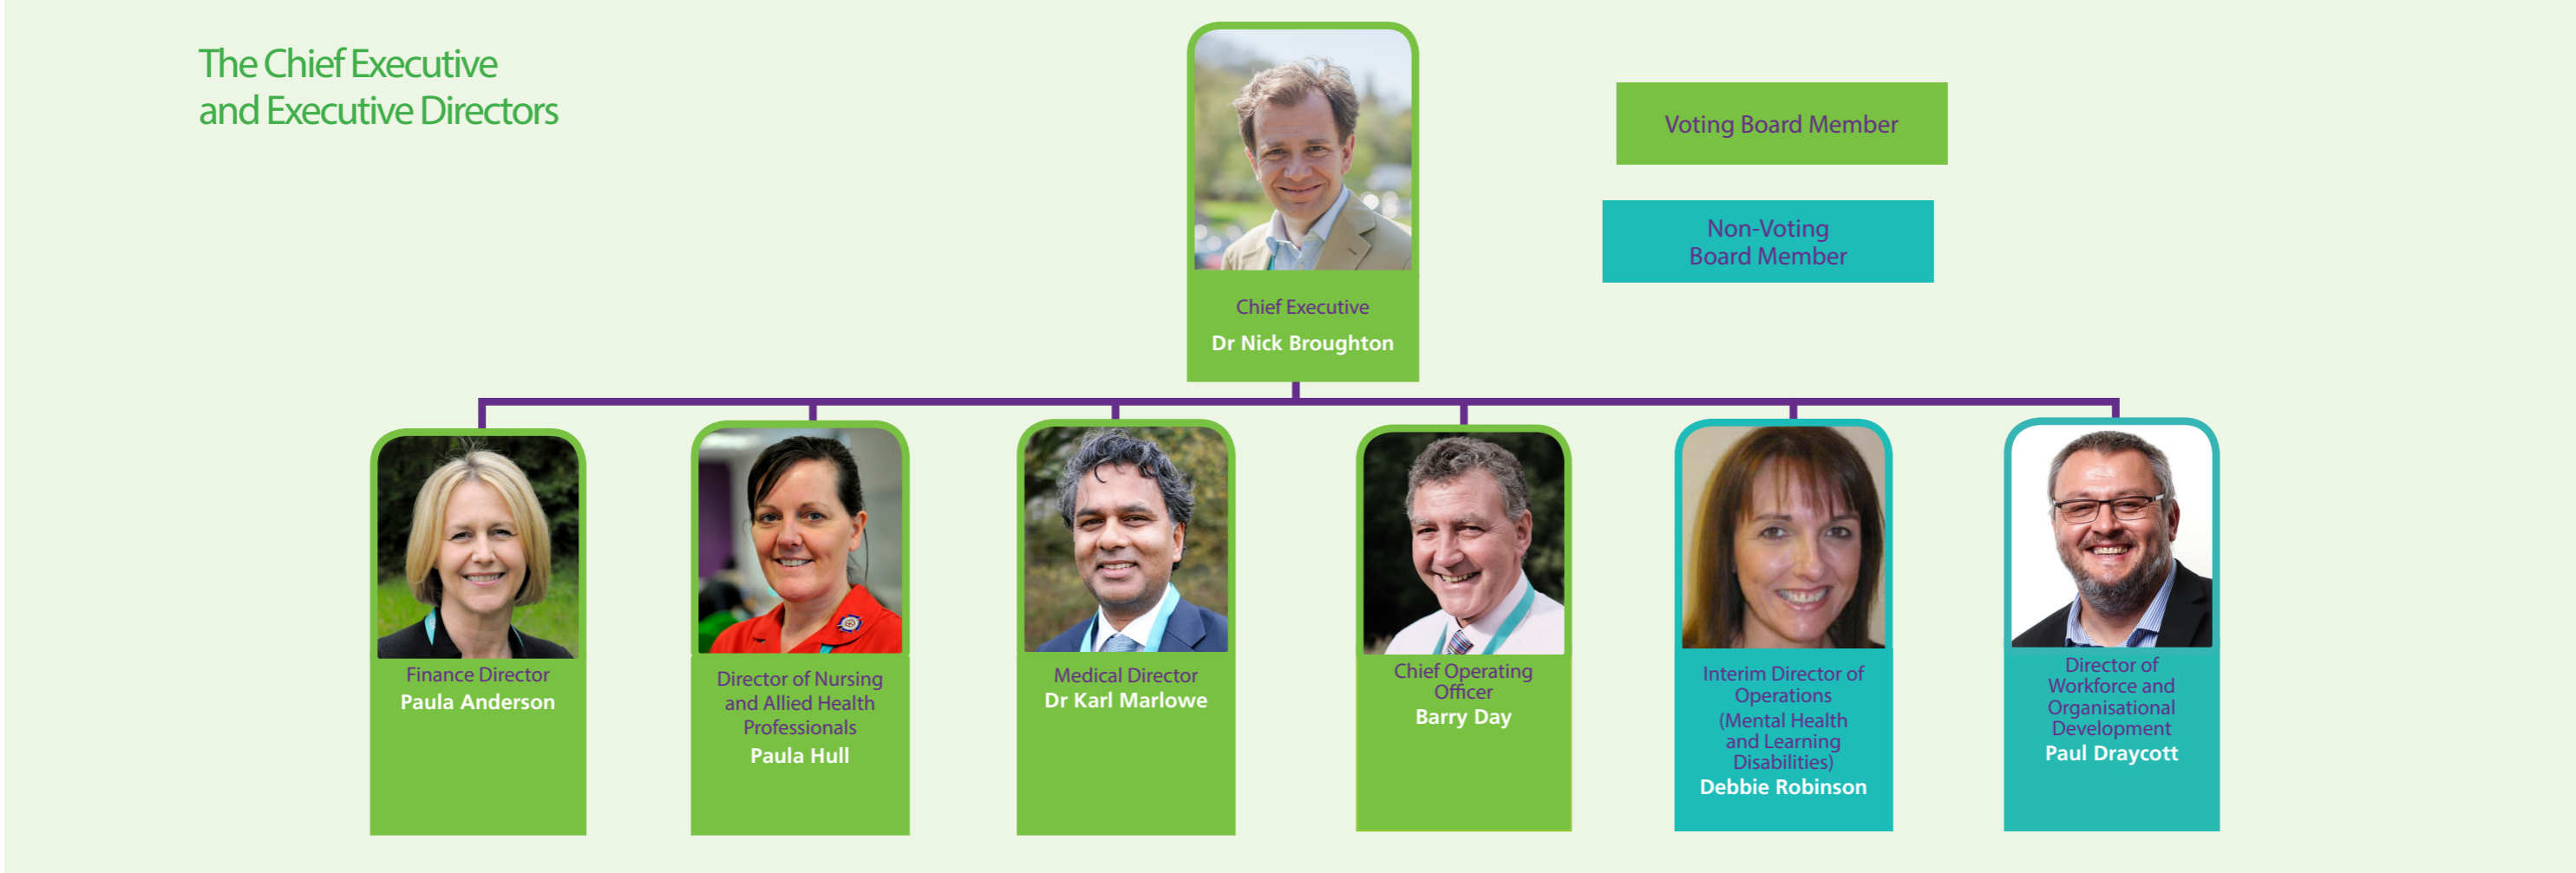 The Chief Executive
and Executive Directors
Voting Board Member
Non-Voting
Board Member
Chief Executive
Dr Nick Broughton
Finance Director
Paula Anderson
Director of Nursing
and Allied Health
Professionals
Paula Hull
Medical Director
Dr Karl Marlowe
Chief Operating
Officer
Barry Day
Interim Director of
Operations
(Mental Health
and Learning
Disabilities)
Debbie Robinson
Director of
Workforce and
Organisational
Development
Paul Draycott